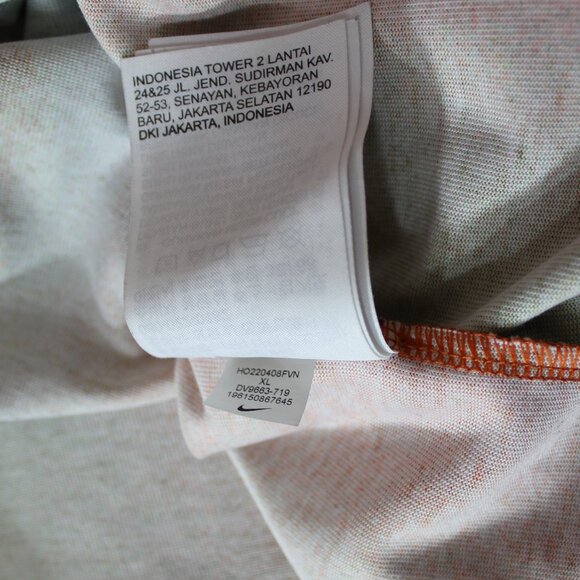 INDONESIA TOWER 2 LANTAI
24&25 JL. JEND. SUDIRMAN KAV.
52-53, SENAYAN, KEBAYORAN
BARU, JAKARTA SELATAN 12190
DKI JAKARTA, INDONESIA
HO220408FVN
XL
DV9663-719
196150867645